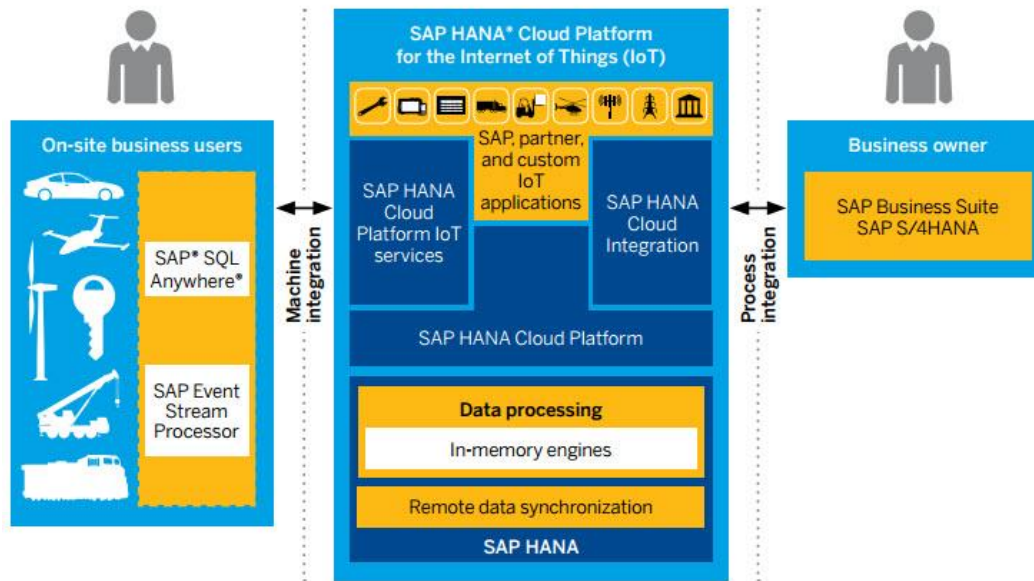 SAP HANA® Cloud Platform
for the Internet of Things (IoT)
On-site business users
SAP® SQL
Anywhere®
SAP Event
Stream
Processor
Machine
integration
SAP, partner,
and custom
IoT
applications
SAP HANA
Cloud
Platform IoT
services
SAP HANA
Cloud
Integration
SAP HANA Cloud Platform
Data processing
In-memory engines
Remote data synchronization
SAP HANA
Process
integration
Business owner
SAP Business Suite
SAP S/4HANA